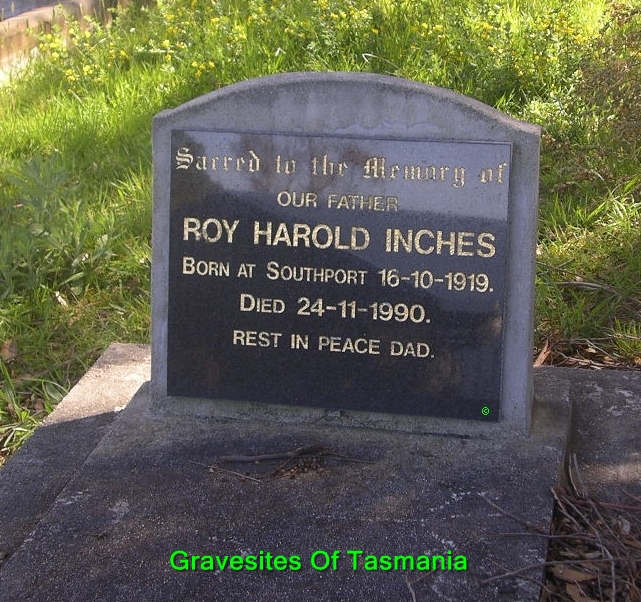 Sacred to the Memory of
OUR FATHER
ROY HAROLD INCHES
BORN AT SOUTHPORT 16-10-1919.
DIED 24-11-1990.
REST IN PEACE DAD.
©
Gravesites Of Tasmania